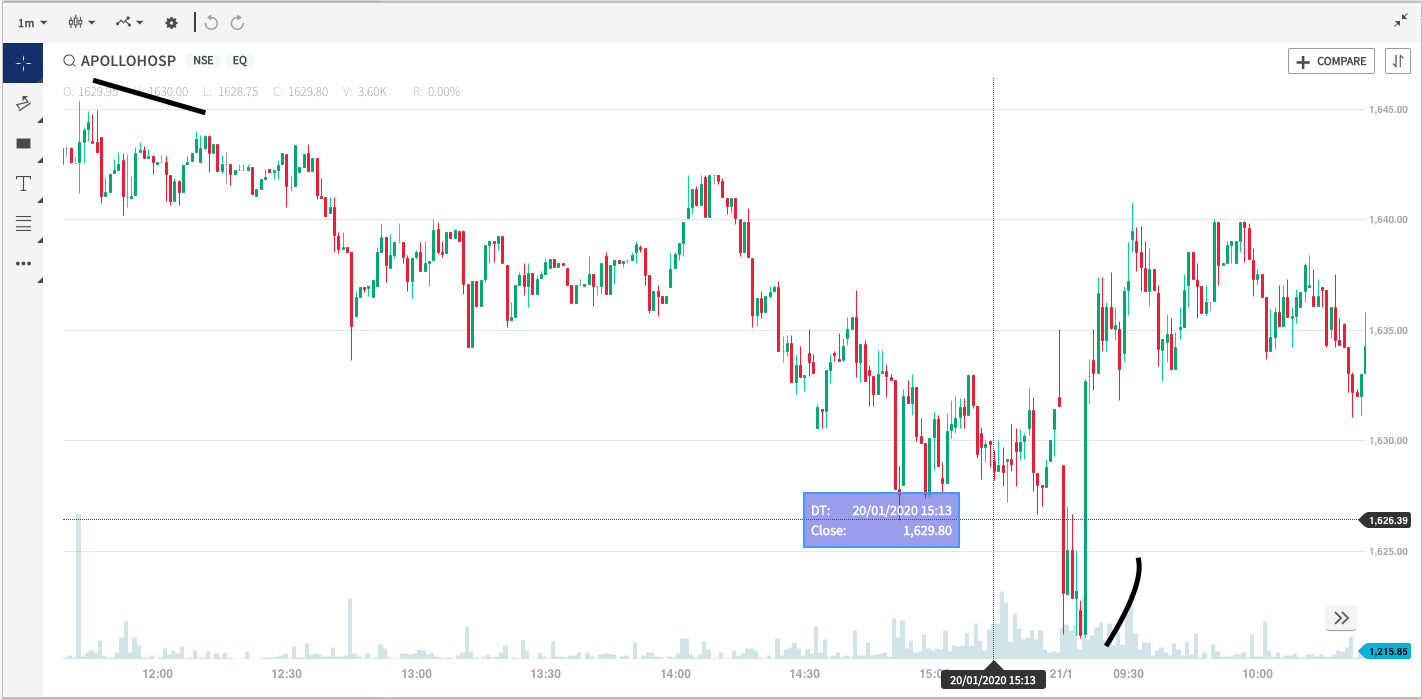 1m
APOLLOHOSP NSE EQ
COMPARE
O: 1629.95 1630.00 L: 1628.75 C: 1629.80 V: 3.60K R: 0.00%
T
1,645.00
1,640.00
1,635.00
1,630.00
DT: 20/01/2020 15:13
Close: 1,629.80
1,626.39
1,625.00
1,215.85
12:00 12:30 13:00 13:30 14:00 14:30 21/1 09:30 10:00
20/01/2020 15:13